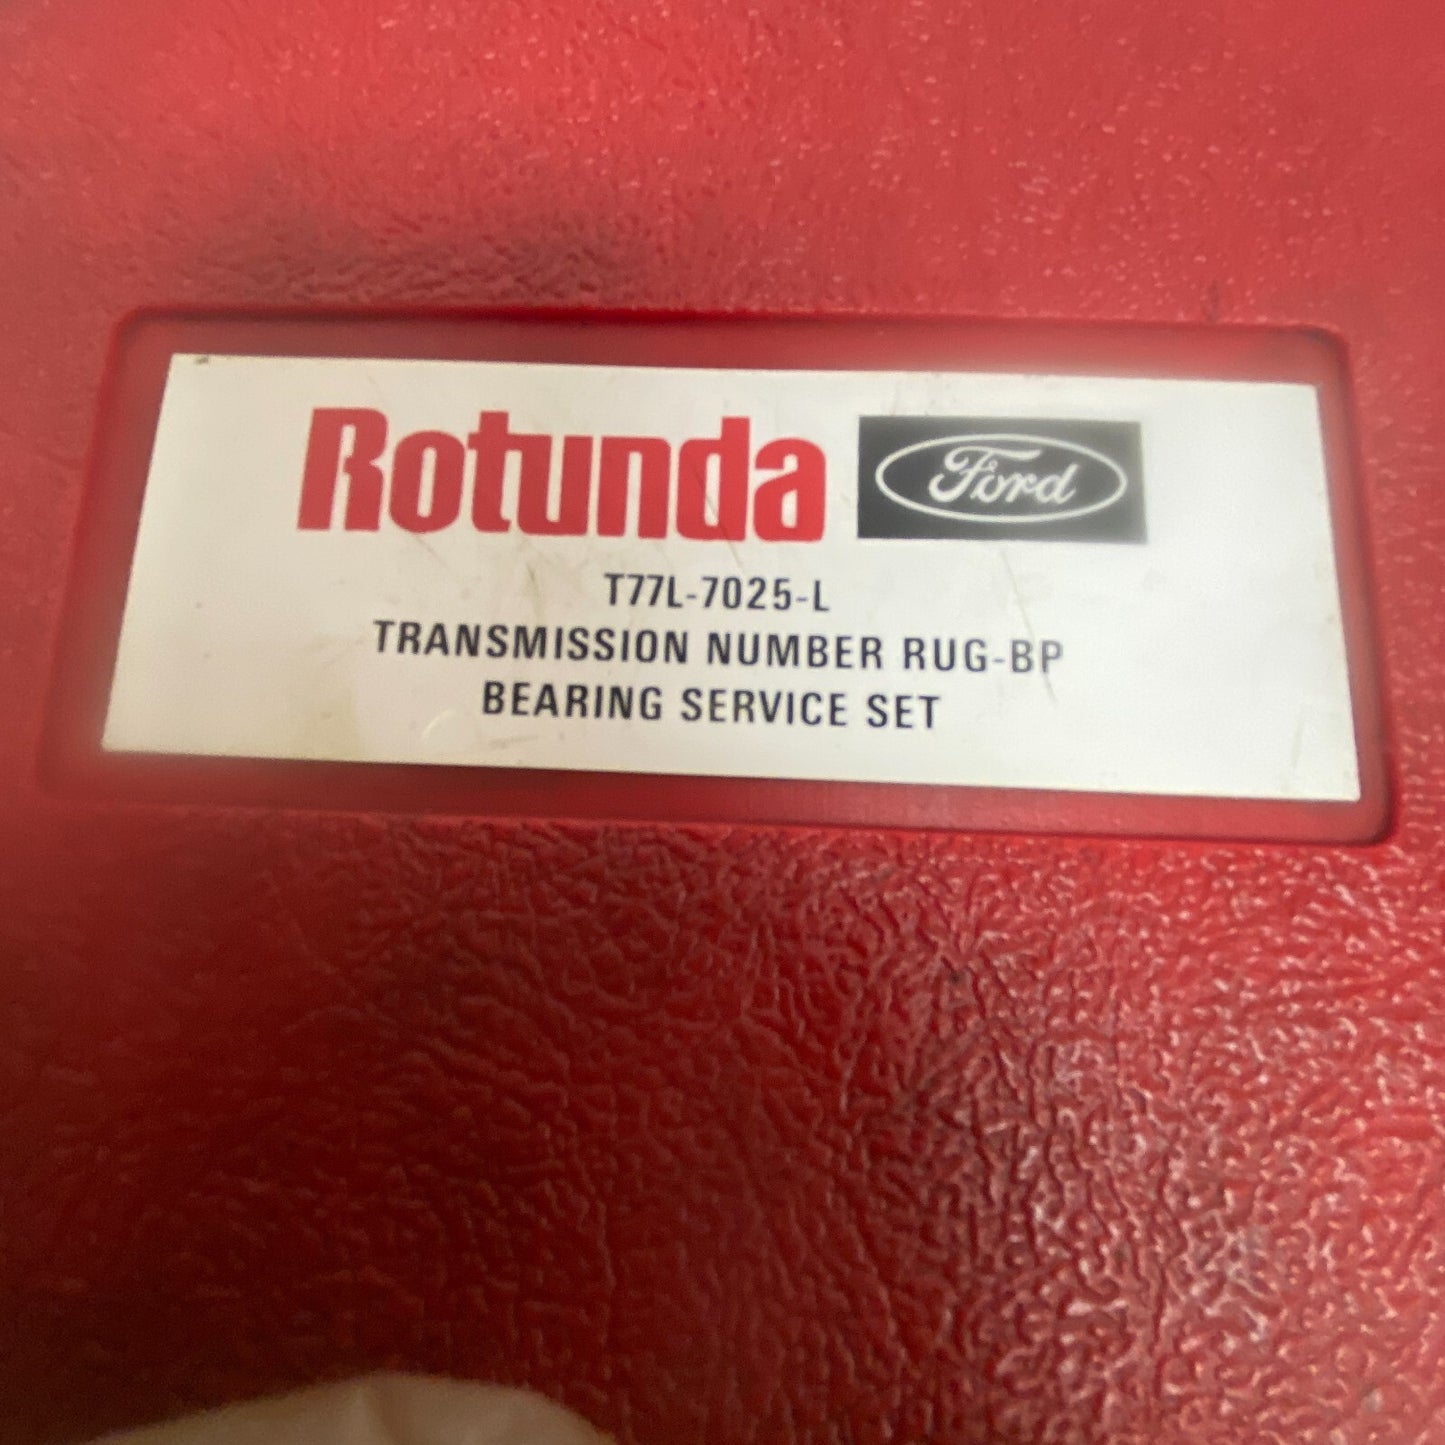 Rotunda Ford
T77L-7025-L
TRANSMISSION NUMBER RUG-BP
BEARING SERVICE SET